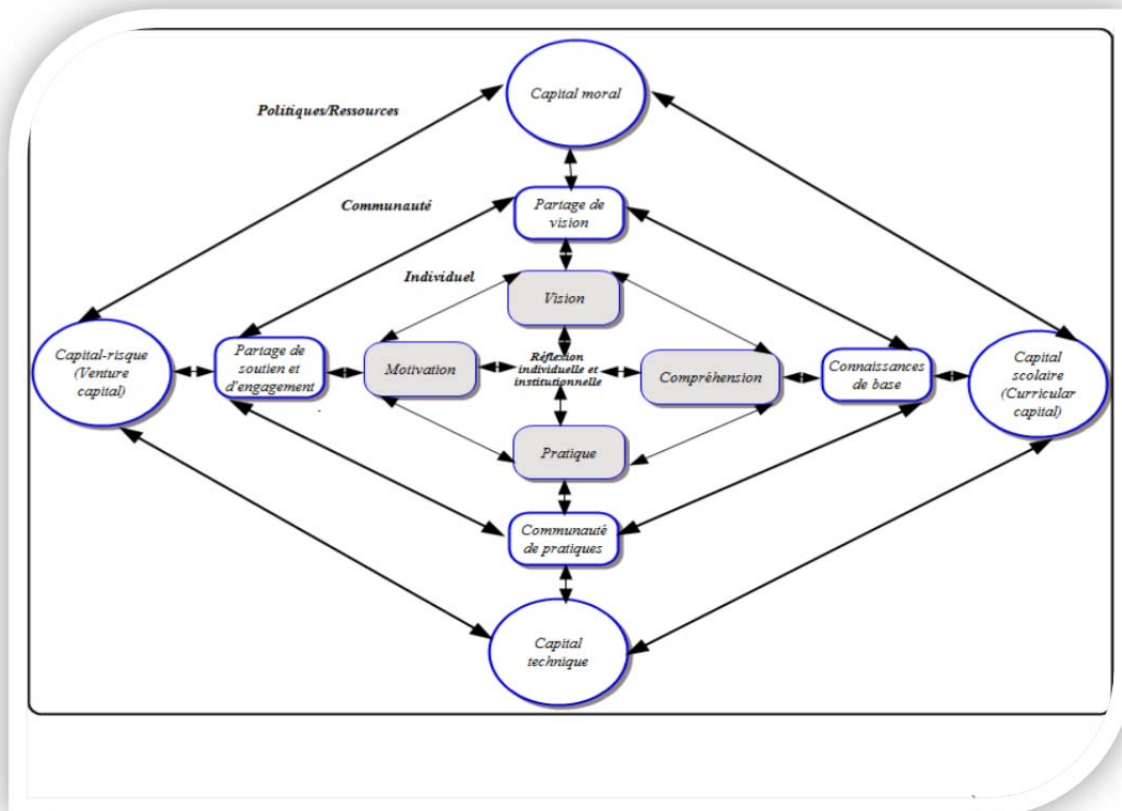 Capital moral
Politiques/Ressources
Communauté
Partage de
vision
Individuel
Vision
Capital-risque
(Venture
capital)
Partage de
soutien et
d'engagement
Motivation
Réflexion
individuelle et
institutionnelle
Compréhension
Connaissances
de base
Capital
scolaire
(Curricular
capital)
Pratique
Communauté
de pratiques
Capital
technique